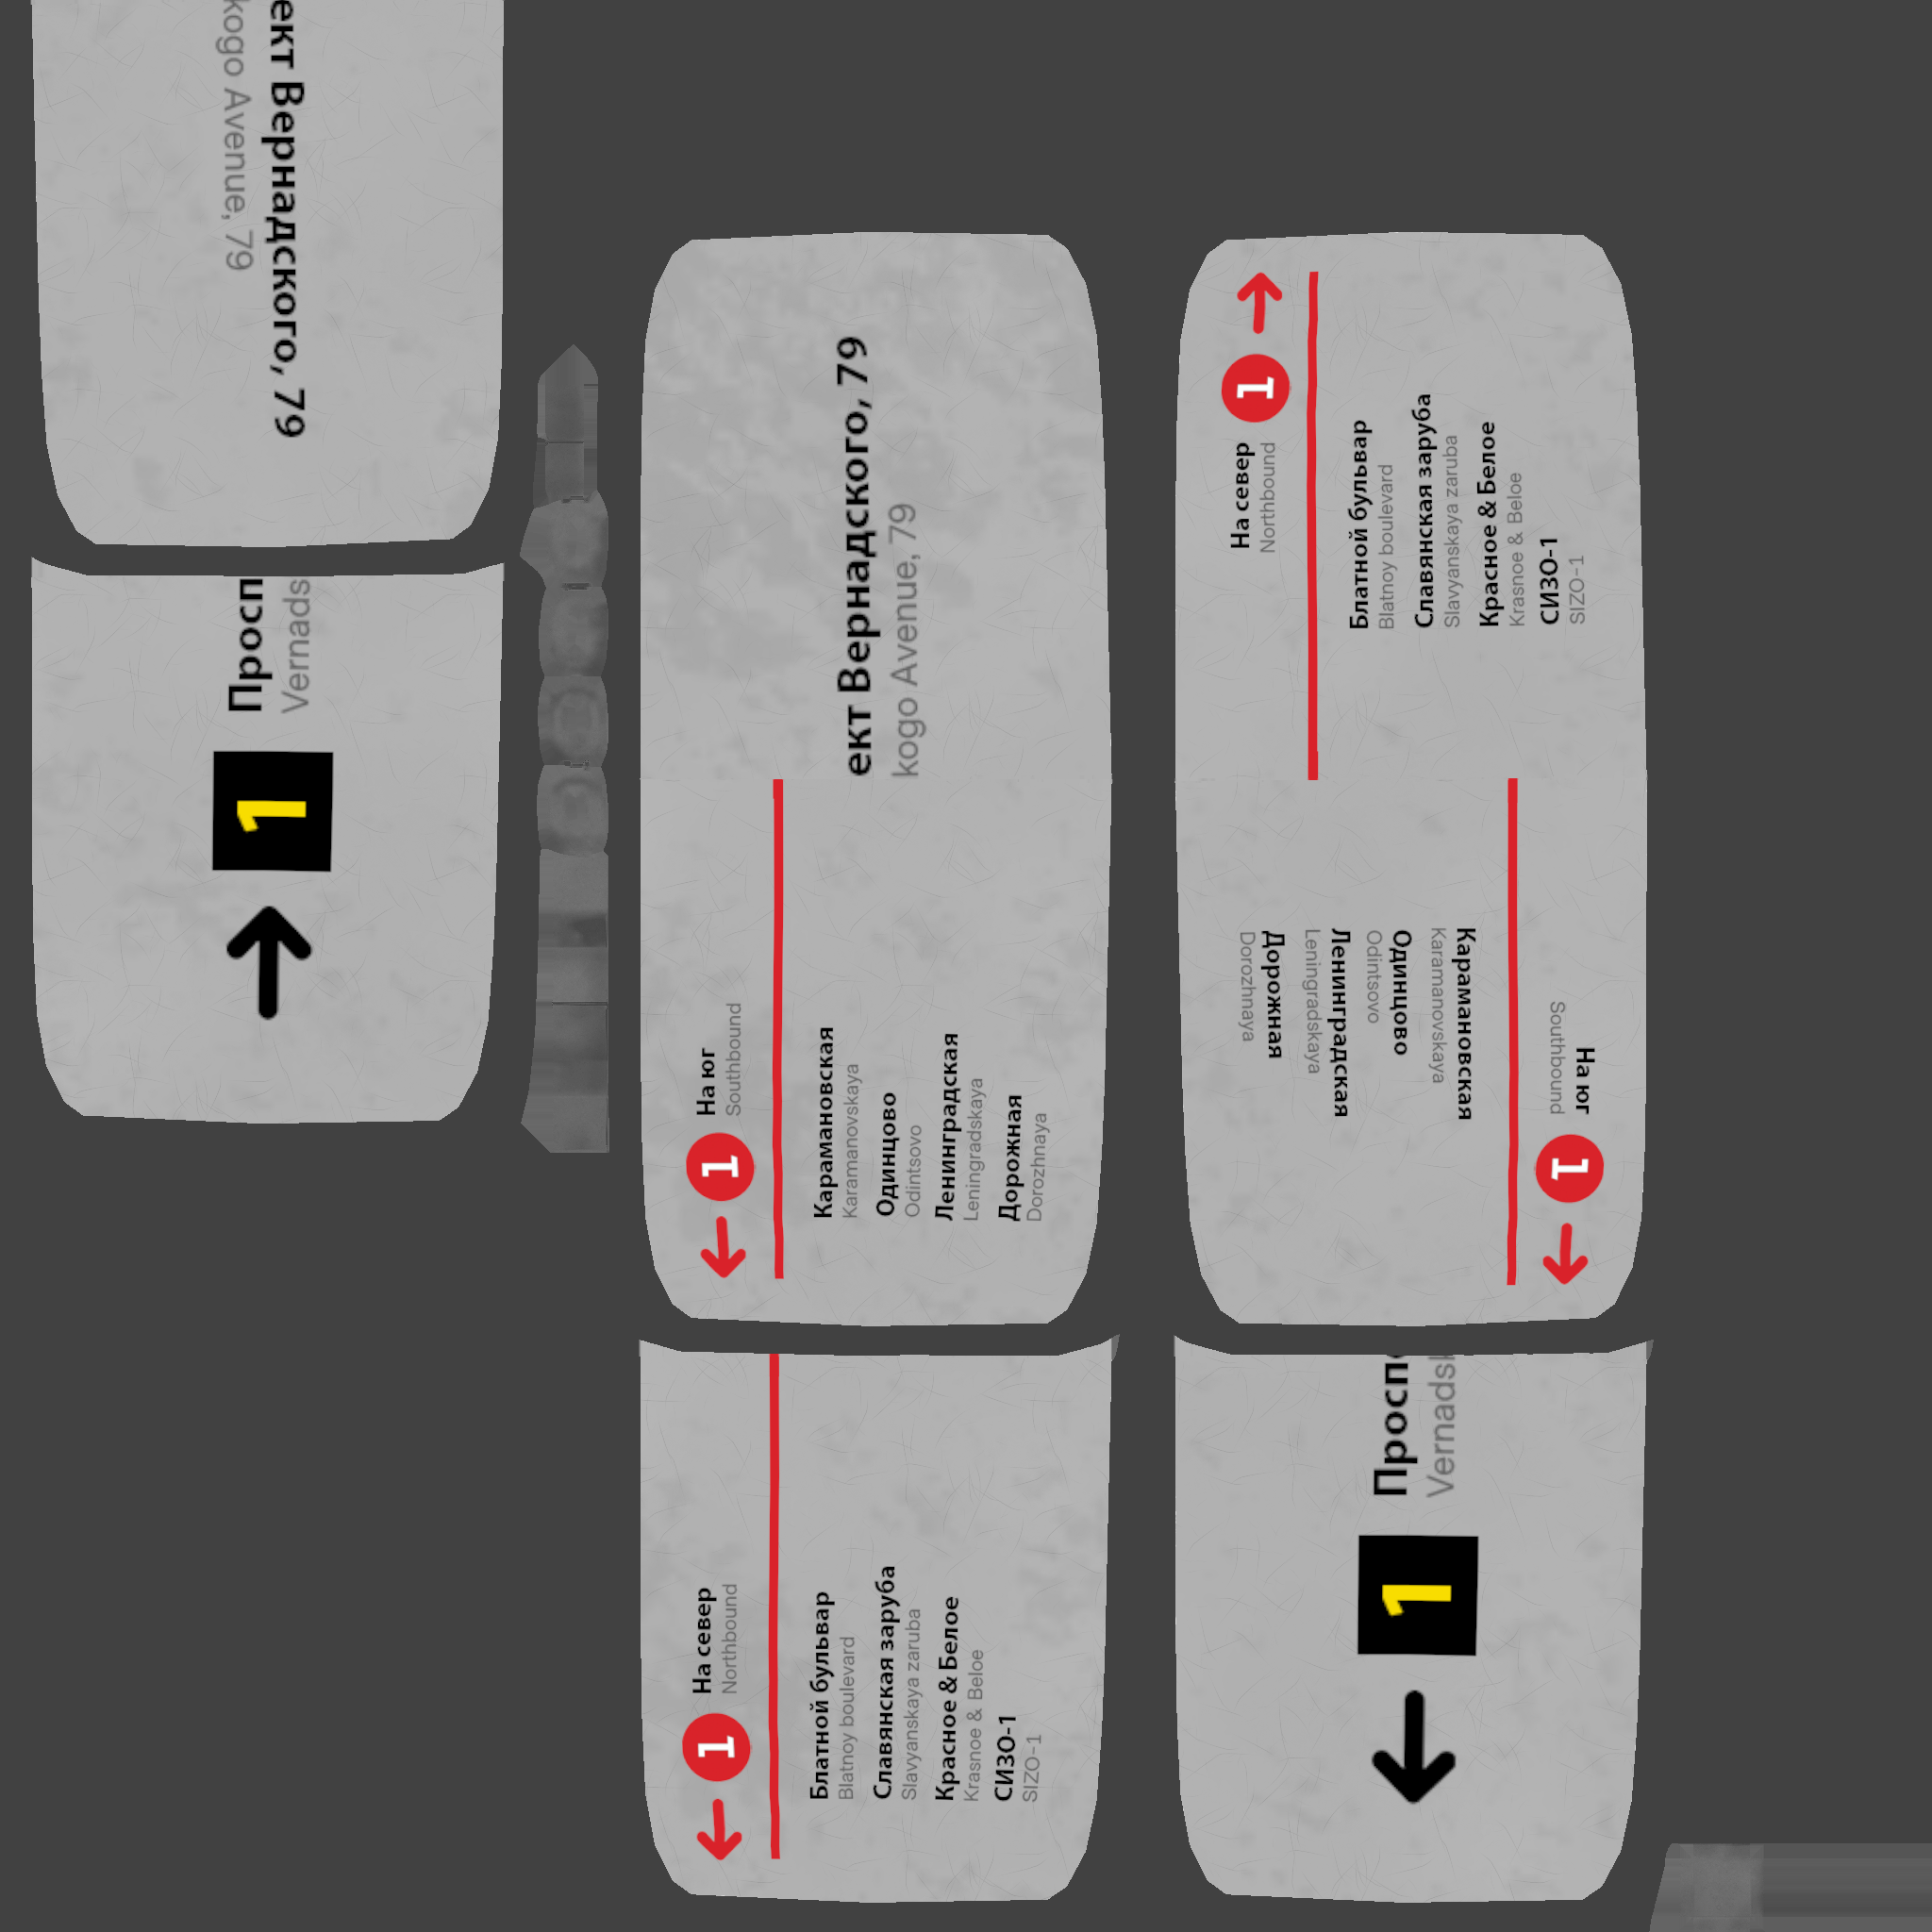 ект Вернадского, 79
kogo Avenue, 79
Просп
Vernads
1
ект Вернадского, 79
kogo Avenue, 79
1
На юг
Southbound
Карамановская
Karamanovskaya
Одинцово
Odintsovo
Ленинградская
Leningradskaya
Дорожная
Dorozhnaya
1
На север
Northbound
Блатной бульвар
Blatnoy boulevard
Славянская заруба
Slavyanskaya zaruba
Красное & Белое
Krasnoe & Beloe
СИЗО-1
SIZO-1
1
На юг
Southbound
Карамановская
Karamanovskaya
Одинцово
Odintsovo
Ленинградская
Leningradskaya
Дорожная
Dorozhnaya
1
На север
Northbound
Блатной бульвар
Blatnoy boulevard
Славянская заруба
Slavyanskaya zaruba
Красное & Белое
Krasnoe & Beloe
СИЗО-1
SIZO-1
1
Просп
Vernads